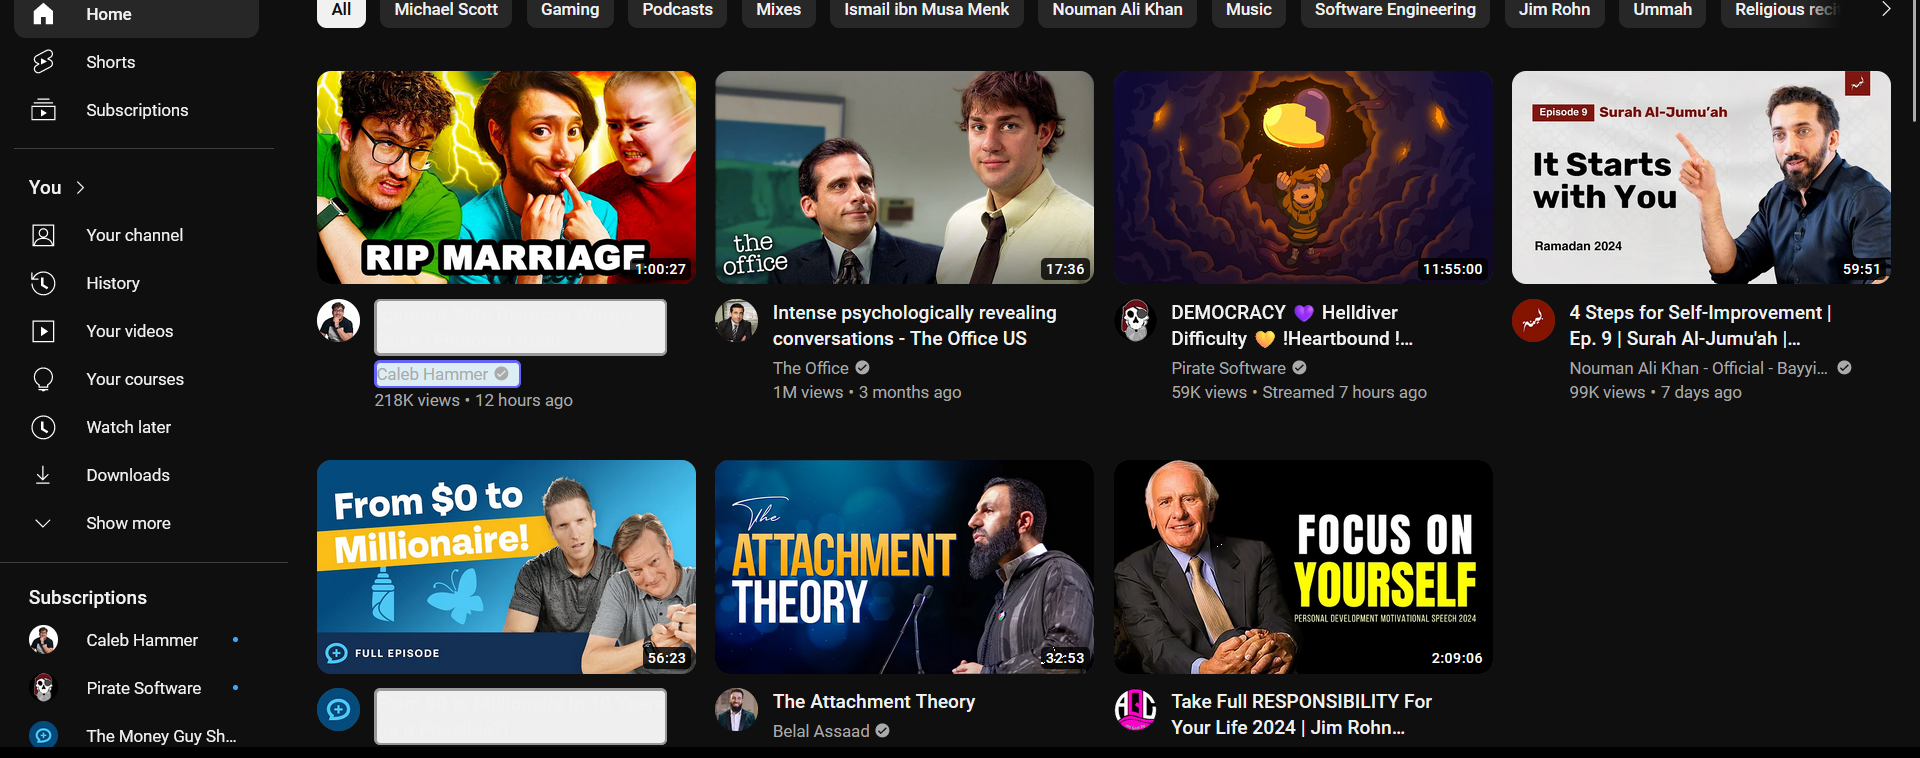 Home
All
Michael Scott
Gaming
Podcasts
Mixes
Ismail ibn Musa Menk
Nouman Ali Khan
Music
Software Engineering
Jim Rohn
Ummah
Religious
Shorts
Subscriptions
You
Your channel
History
Your videos
Your courses
Watch later
Downloads
Show more
Subscriptions
Caleb Hammer
Pirate Software
The Money Guy Sh...
RIP MARRIAGE
1:00:27
Caleb Hammer
218K views • 12 hours ago
the
office
17:36
Intense psychologically revealing
conversations - The Office US
The Office
1M views • 3 months ago
11:55:00
DEMOCRACY 💜 Helldiver
Difficulty 💛 !Heartbound !...
Pirate Software
59K views • Streamed 7 hours ago
Episode 9 Surah Al-Jumu'ah
It Starts
with You
Ramadan 2024
59:51
4 Steps for Self-Improvement |
Ep. 9 | Surah Al-Jumu'ah |...
Nouman Ali Khan - Official - Bayyi...
99K views • 7 days ago
From $0 to
Millionaire!
FULL EPISODE
56:23
The
ATTACHMENT
THEORY
32:53
The Attachment Theory
Belal Assaad
FOCUS ON
YOURSELF
PERSONAL DEVELOPMENT MOTIVATIONAL SPEECH 2024
2:09:06
Take Full RESPONSIBILITY For
Your Life 2024 | Jim Rohn...